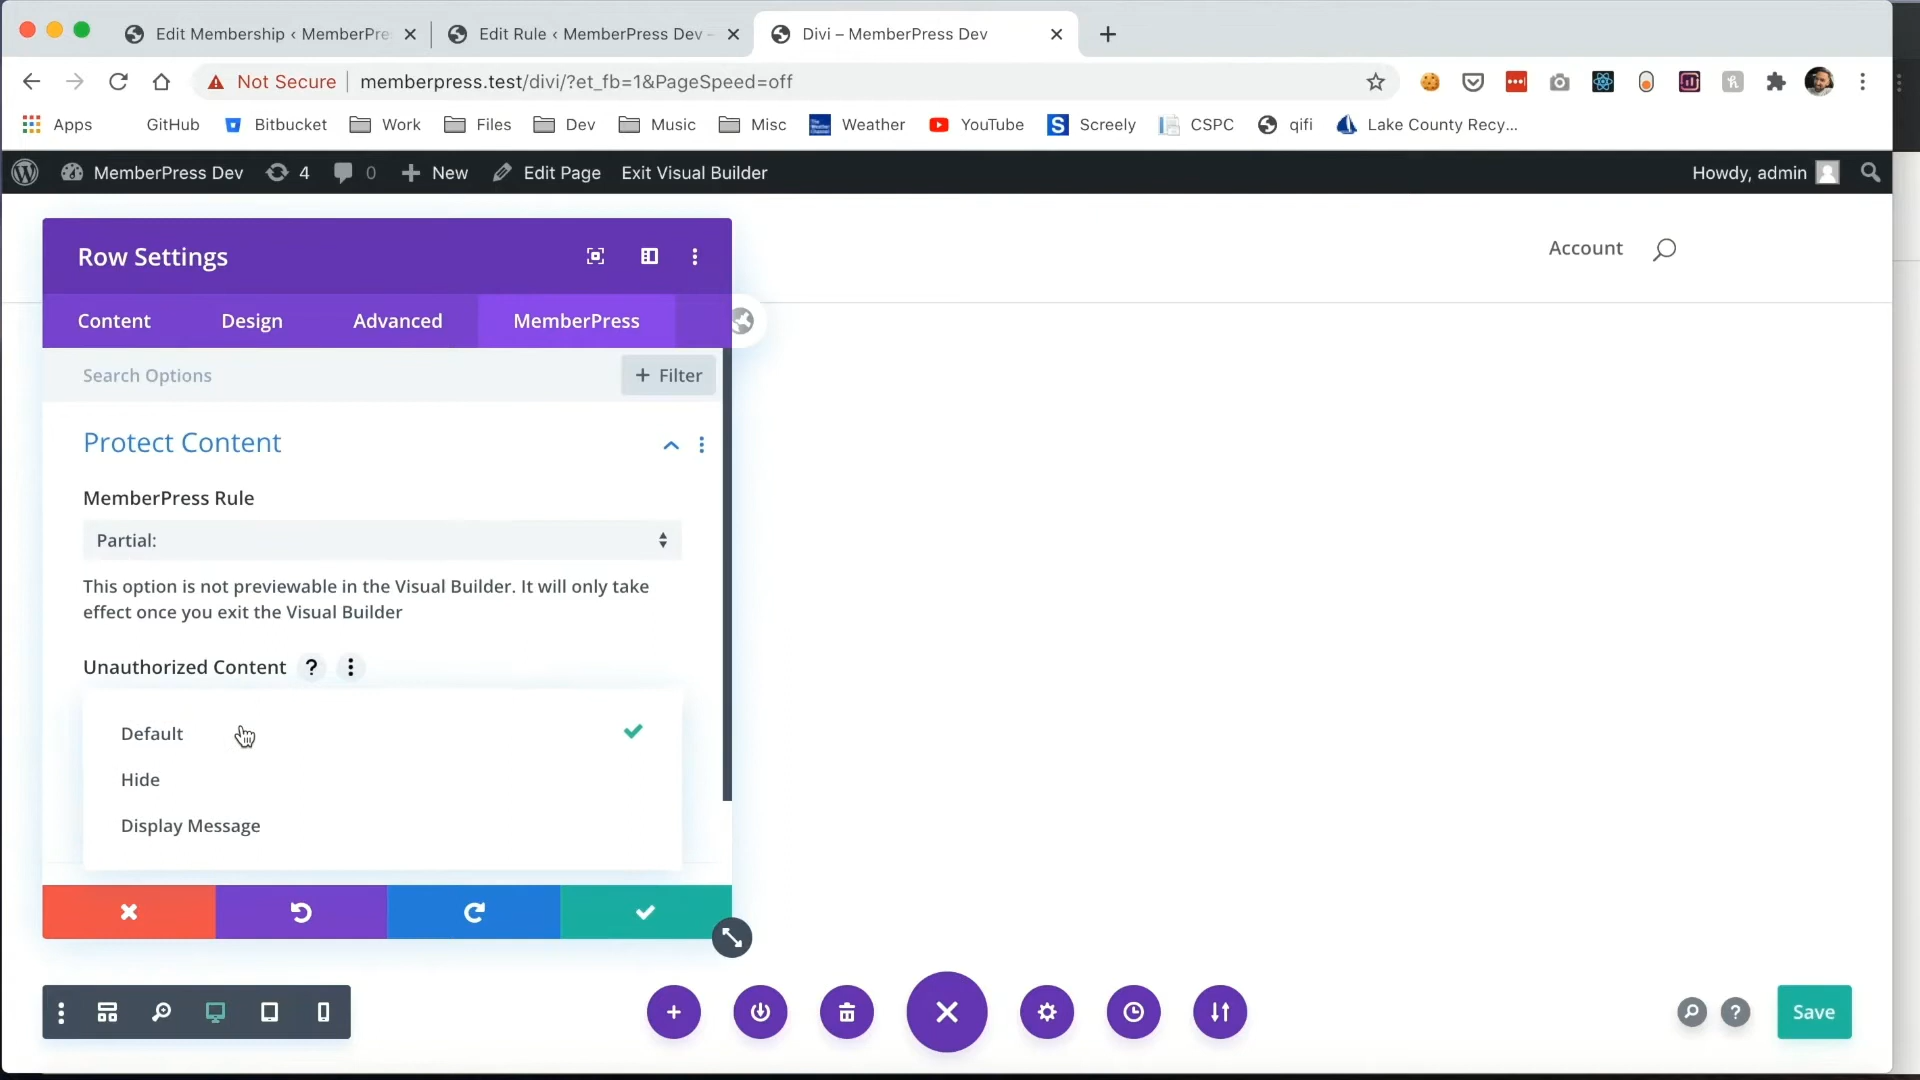 Edit Membership ‹ MemberPre
Edit Rule ‹ MemberPress Dev –
Divi – MemberPress Dev
Not Secure
memberpress.test/divi/?et_fb=1&PageSpeed=off
Apps
GitHub
Bitbucket
Work
Files
Dev
Music
Misc
Weather
YouTube
S
Screely
CSPC
qifi
Lake County Recy...
MemberPress Dev
4
0
New
Edit Page
Exit Visual Builder
Howdy, admin
Row Settings
Account
Content
Design
Advanced
MemberPress
Search Options
+ Filter
Protect Content
MemberPress Rule
Partial:
This option is not previewable in the Visual Builder. It will only take
effect once you exit the Visual Builder
Unauthorized Content ?
Default
Hide
Display Message
?
Save